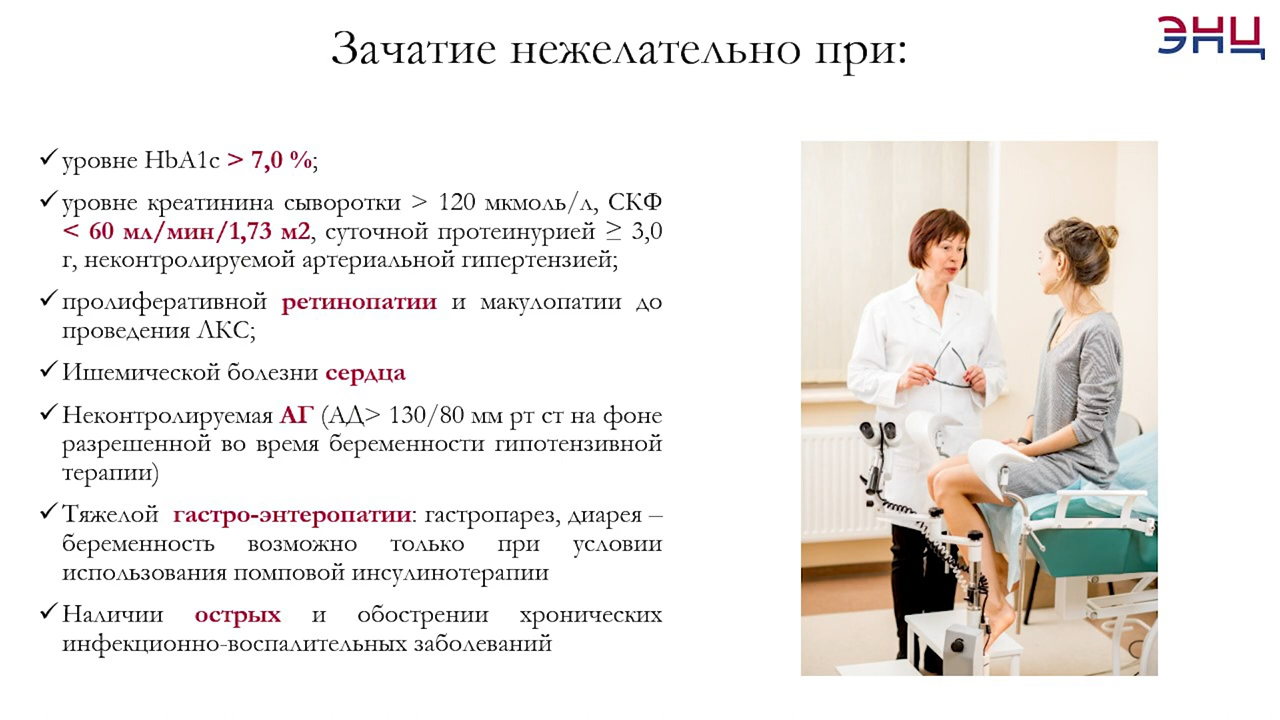 Зачатие нежелательно при:
ЭНЦ
✓ уровне HbA1c > 7,0 %;
✓ уровне креатинина сыворотки > 120 мкмоль/л, СКФ
< 60 мл/мин/1,73 м2, суточной протеинурией ≥ 3,0
г, неконтролируемой артериальной гипертензией;
✓ пролиферативной ретинопатии и макулопатии до
проведения ЛКС;
✓ Ишемической болезни сердца
✓ Неконтролируемая АГ (АД> 130/80 мм рт ст на фоне
разрешенной во время беременности гипотензивной
терапии)
✓ Тяжелой гастро-энтеропатии: гастропарез, диарея –
беременность возможно только при условии
использования помповой инсулинотерапии
✓ Наличии острых и обострении хронических
инфекционно-воспалительных заболеваний